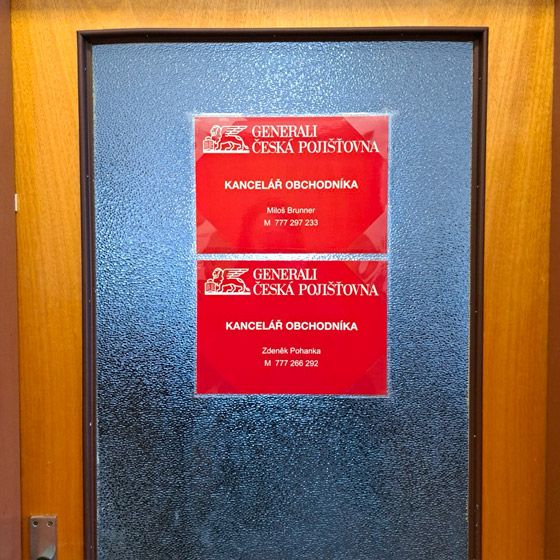 GENERALI
ČESKÁ POJIŠŤOVNA
KANCELÁŘ OBCHODNÍKA
Miloš Brunner
M 777 297 233
GENERALI
ČESKÁ POJIŠŤOVNA
KANCELÁŘ OBCHODNÍKA
Zdeněk Pohanka
M 777 266 292